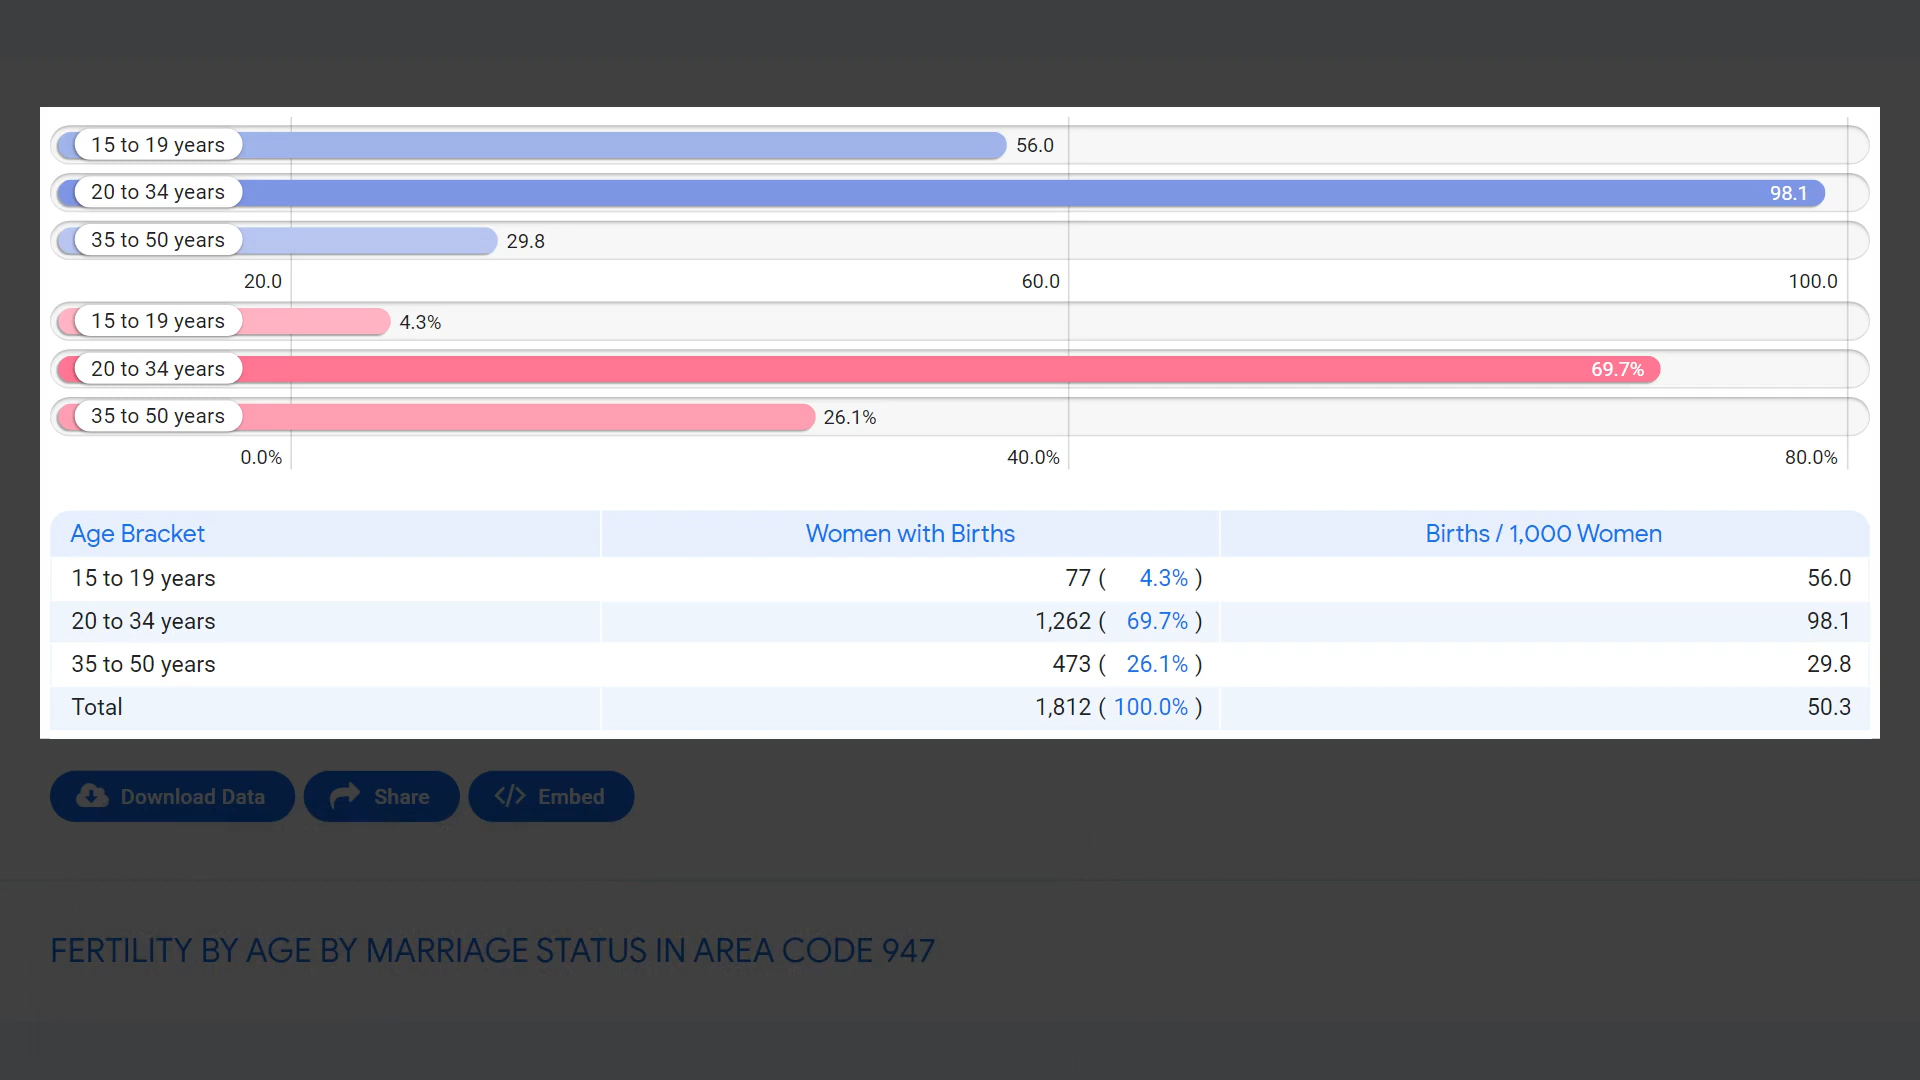 15 to 19 years 56.0
20 to 34 years 98.1
35 to 50 years 29.8
20.0 60.0 100.0
15 to 19 years 4.3%
20 to 34 years 69.7%
35 to 50 years 26.1%
0.0% 40.0% 80.0%
Age Bracket Women with Births Births / 1,000 Women
15 to 19 years 77 ( 4.3% ) 56.0
20 to 34 years 1,262 ( 69.7% ) 98.1
35 to 50 years 473 ( 26.1% ) 29.8
Total 1,812 ( 100.0% ) 50.3
Download Data Share </> Embed
FERTILITY BY AGE BY MARRIAGE STATUS IN AREA CODE 947